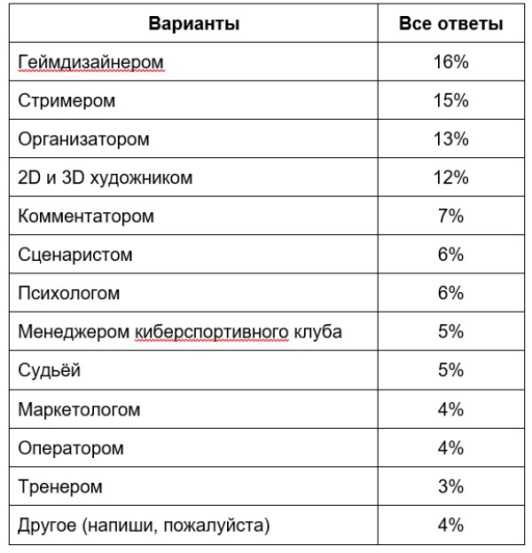 Варианты Все ответы
Геймдизайнером 16%
Стримером 15%
Организатором 13%
2D и 3D художником 12%
Комментатором 7%
Сценаристом 6%
Психологом 6%
Менеджером киберспортивного клуба 5%
Судьёй 5%
Маркетологом 4%
Оператором 4%
Тренером 3%
Другое (напиши, пожалуйста) 4%